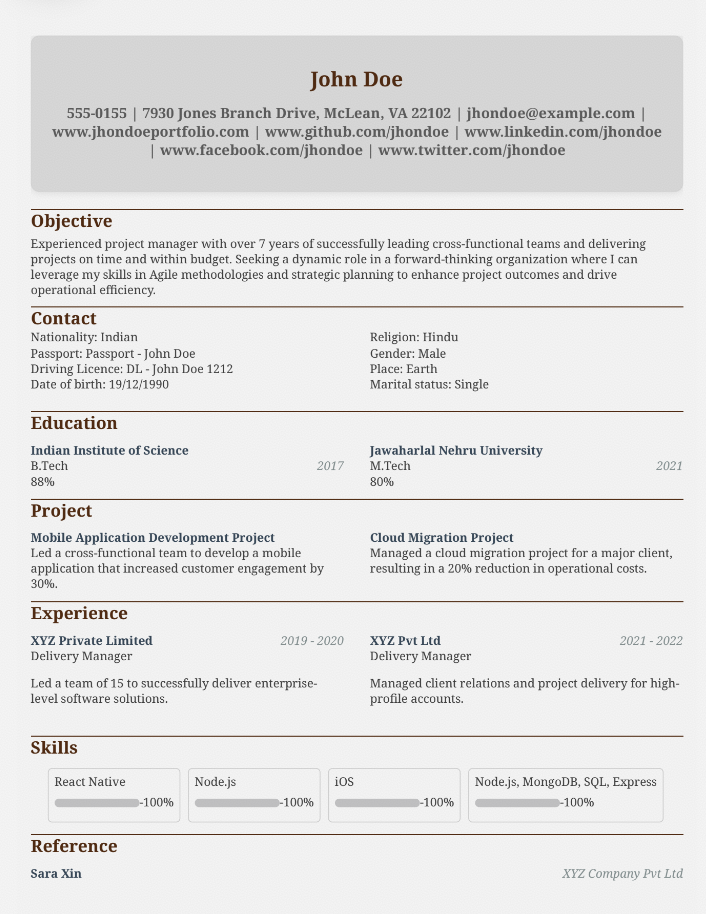 John Doe
555-0155 | 7930 Jones Branch Drive, McLean, VA 22102 | jhondoe@example.com |
www.jhondoeportfolio.com | www.github.com/jhondoe | www.linkedin.com/jhondoe
| www.facebook.com/jhondoe | www.twitter.com/jhondoe
Objective
Experienced project manager with over 7 years of successfully leading cross-functional teams and delivering
projects on time and within budget. Seeking a dynamic role in a forward-thinking organization where I can
leverage my skills in Agile methodologies and strategic planning to enhance project outcomes and drive
operational efficiency.
Contact
Nationality: Indian
Passport: Passport - John Doe
Driving Licence: DL - John Doe 1212
Date of birth: 19/12/1990
Religion: Hindu
Gender: Male
Place: Earth
Marital status: Single
Education
Indian Institute of Science
B.Tech 2017
88%
Jawaharlal Nehru University
M.Tech 2021
80%
Project
Mobile Application Development Project
Led a cross-functional team to develop a mobile
application that increased customer engagement by
30%.
Cloud Migration Project
Managed a cloud migration project for a major client,
resulting in a 20% reduction in operational costs.
Experience
XYZ Private Limited 2019 - 2020
Delivery Manager
Led a team of 15 to successfully deliver enterprise-
level software solutions.
XYZ Pvt Ltd 2021 - 2022
Delivery Manager
Managed client relations and project delivery for high-
profile accounts.
Skills
React Native
-100%
Node.js
-100%
iOS
-100%
Node.js, MongoDB, SQL, Express
-100%
Reference
Sara Xin XYZ Company Pvt Ltd